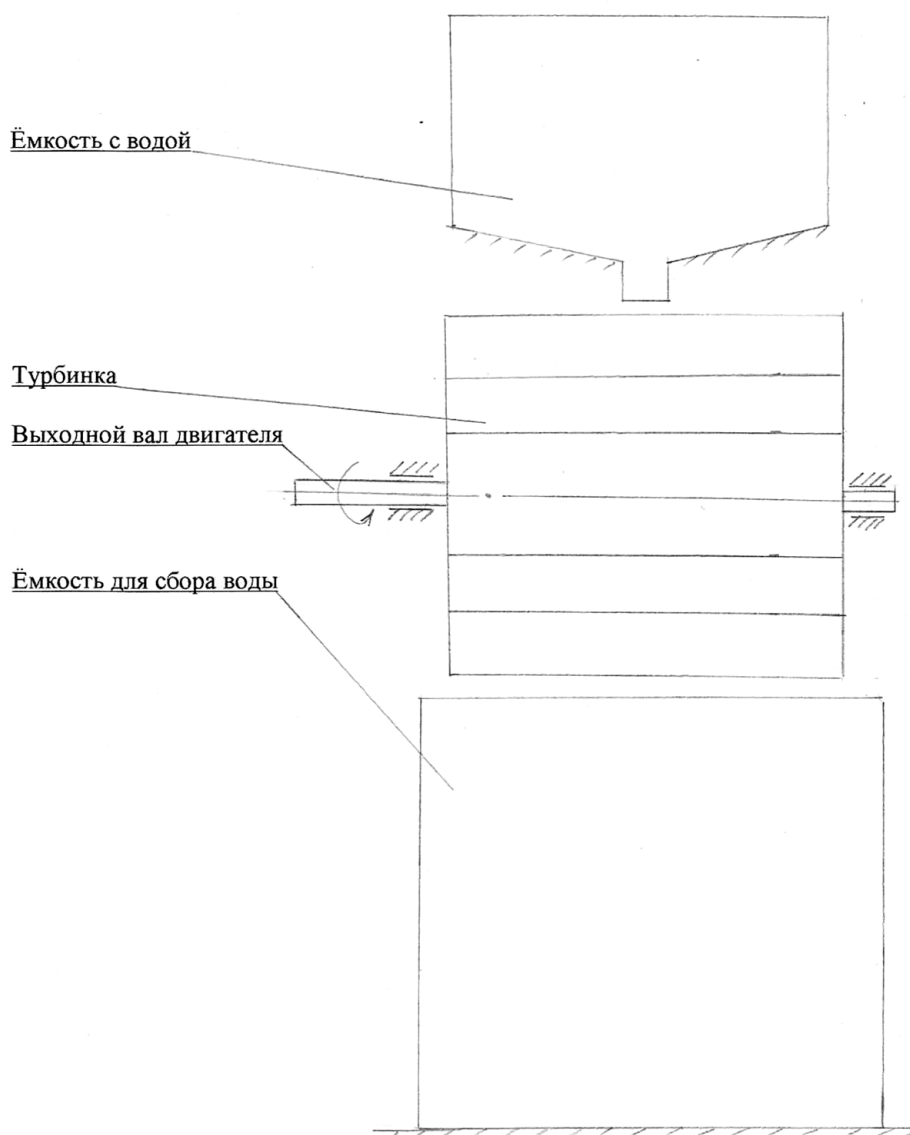 Ёмкость с водой
Турбинка
Выходной вал двигателя
Ёмкость для сбора воды